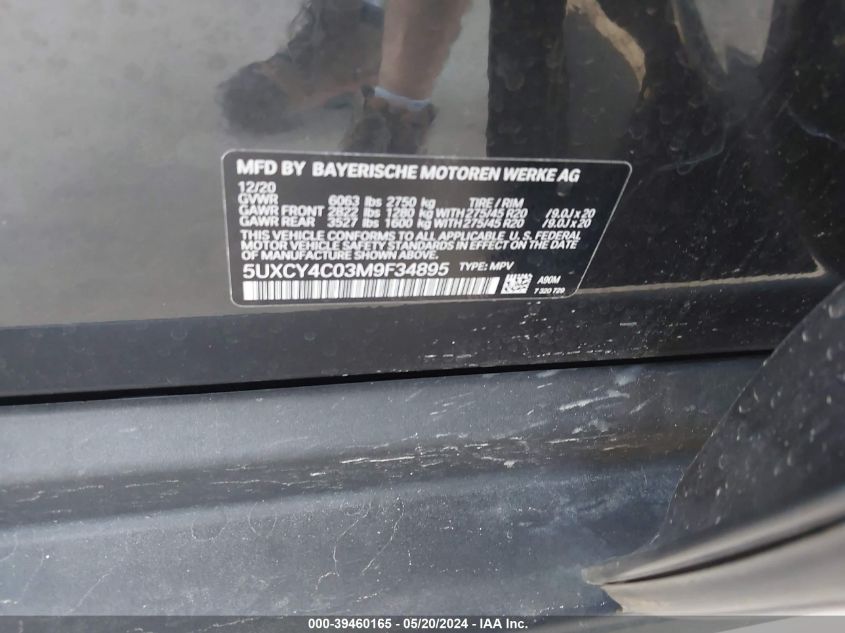 MFD BY BAYERISCHE MOTOREN WERKE AG
12/20
GVWR 6063 lbs 2750 kg TIRE / RIM
GAWR FRONT 2822 lbs 1280 kg WITH 275/45 R20 /9.0J x 20
GAWR REAR 3527 lbs 1600 kg WITH 275/45 R20 /9.0J x 20
THIS VEHICLE CONFORMS TO ALL APPLICABLE U.S. FEDERAL
MOTOR VEHICLE SAFETY STANDARDS IN EFFECT ON THE DATE
OF MANUFACTURE SHOWN ABOVE.
5UXCY4C03M9F34895 TYPE: MPV
A90M
7 320 729
000-39460165 - 05/20/2024 - IAA Inc.